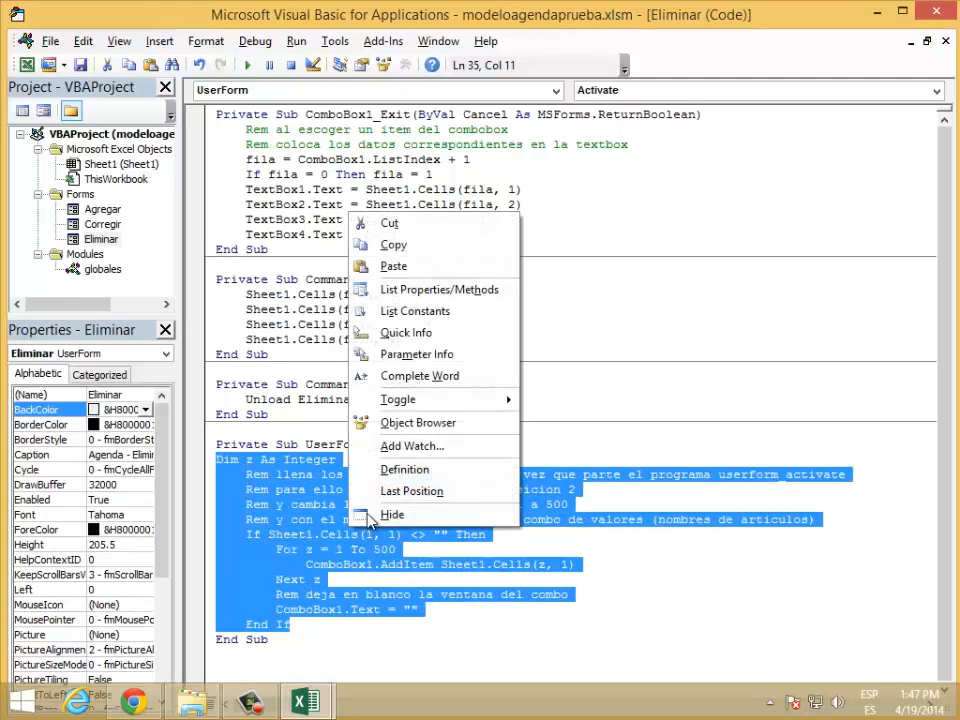 Microsoft Visual Basic for Applications - modeloagendaprueba.xlsm - [Eliminar (Code)]
File Edit View Insert Format Debug Run Tools Add-Ins Window Help
Ln 35, Col 11
Project - VBAProject
UserForm
Activate
VBAProject (modeloage
Microsoft Excel Objects
Sheet1 (Sheet1)
ThisWorkbook
Forms
Agregar
Corregir
Eliminar
Modules
globales
Properties - Eliminar
Eliminar UserForm
Alphabetic Categorized
(Name) Eliminar
BackColor &H8000
BorderColor &H8000
BorderStyle 0 - fmBorderSt
Caption Agenda - Elimin
Cycle 0 - fmCycleAllF
DrawBuffer 32000
Enabled True
Font Tahoma
ForeColor &H8000
Height 205.5
HelpContextID 0
KeepScrollBarsV 3 - fmScrollBar
Left 0
MouseIcon (None)
MousePointer 0 - fmMousePo
Picture (None)
PictureAlignmen 2 - fmPictureAl
PictureSizeMode 0 - fmPictureSi
PictureTiling False
Private Sub ComboBox1_Exit(ByVal Cancel As MSForms.ReturnBoolean)
Rem al escoger un item del combobox
Rem coloca los datos correspondientes en la textbox
fila = ComboBox1.ListIndex + 1
If fila = 0 Then fila = 1
TextBox1.Text = Sheet1.Cells(fila, 1)
TextBox2.Text = Sheet1.Cells(fila, 2)
TextBox3.Text
TextBox4.Text
End Sub
Private Sub Comma
Sheet1.Cells(f
Sheet1.Cells(f
Sheet1.Cells(f
Sheet1.Cells(f
End Sub
Private Sub Comma
Unload Elimina
End Sub
Private Sub UserFo
Dim z As Integer
Rem llena los vez que parte el programa userform_activate
Rem para ello sicion 2
Rem y cambia l a 500
Rem y con el m combo de valores (nombres de articulos)
If Sheet1.Cells(1, 1) <> "" Then
For z = 1 To 500
ComboBox1.AddItem Sheet1.Cells(z, 1)
Next z
Rem deja en blanco la ventana del combo
ComboBox1.Text = ""
End If
End Sub
Cut
Copy
Paste
List Properties/Methods
List Constants
Quick Info
Parameter Info
Complete Word
Toggle
Object Browser
Add Watch...
Definition
Last Position
Hide
ESP
ES
1:47 PM
4/19/2014